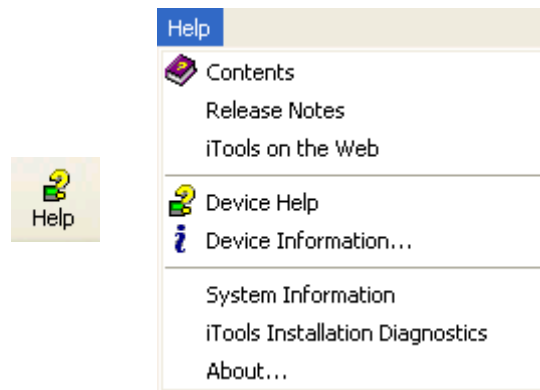 Help
Contents
Release Notes
iTools on the Web
Help
Device Help
Device Information...
System Information
iTools Installation Diagnostics
About...